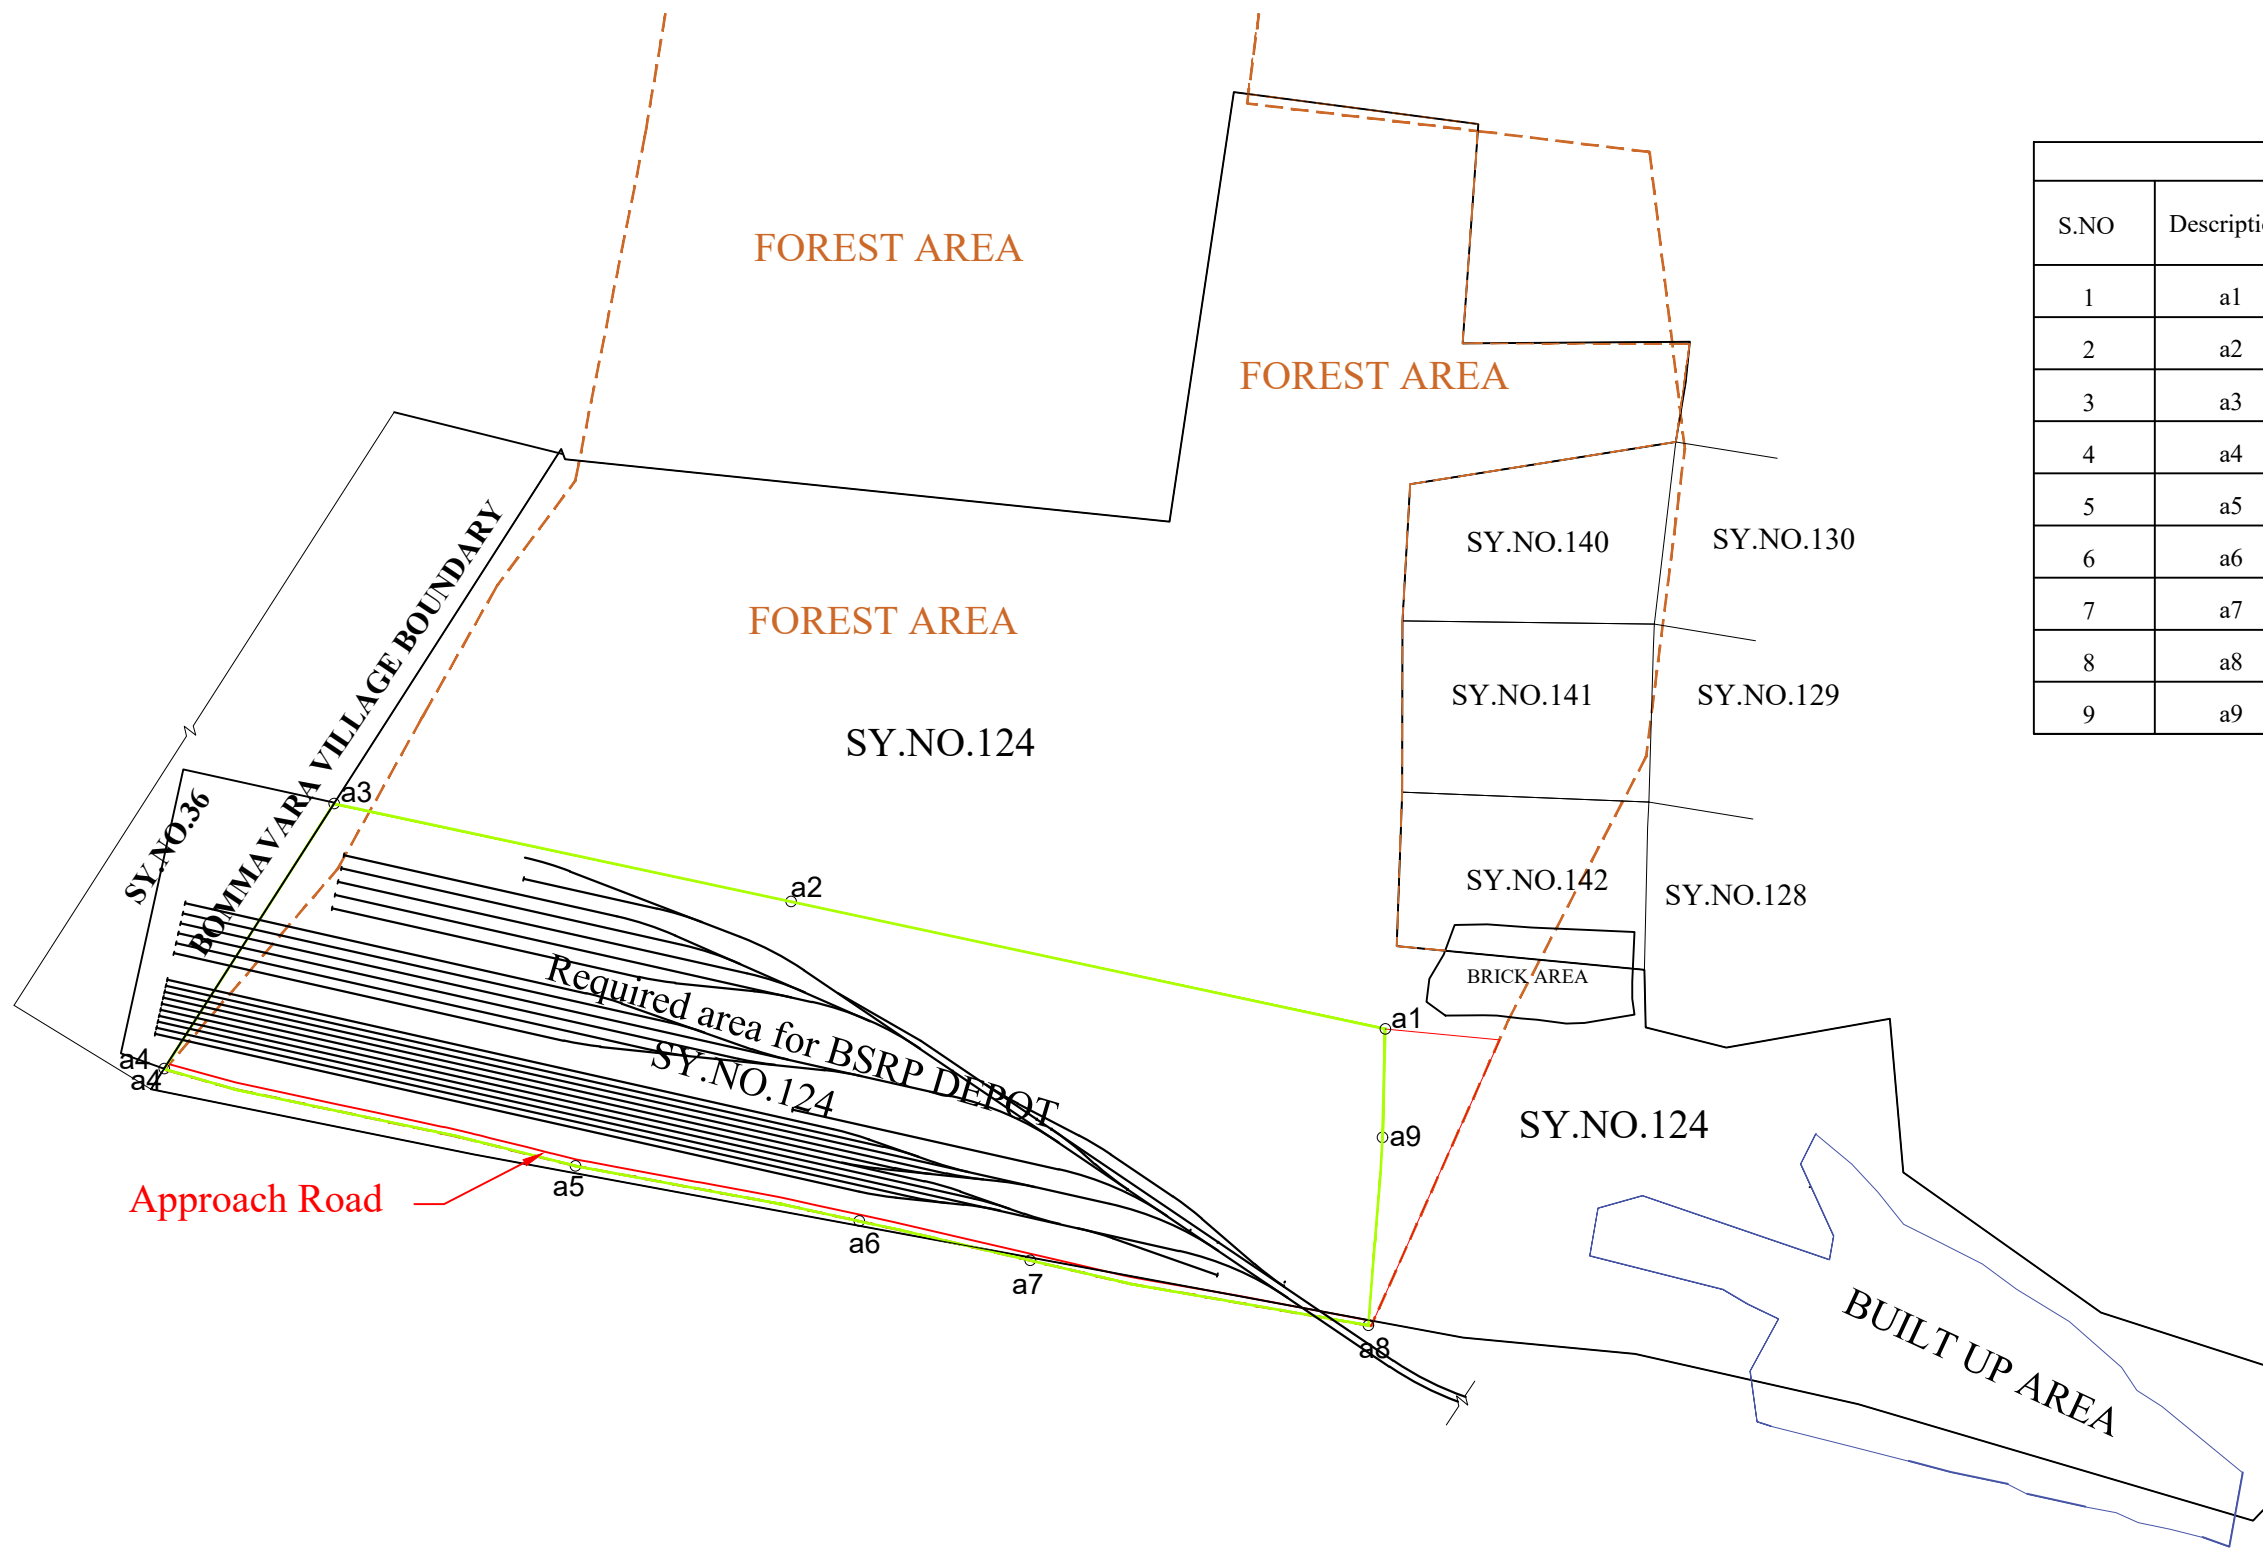 FOREST AREA
FOREST AREA
FOREST AREA
SY.NO.124
BOMMAVARA VILLAGE BOUNDARY
SY.NO.36
SY.NO.140
SY.NO.130
SY.NO.141
SY.NO.129
SY.NO.142
SY.NO.128
BRICK AREA
a3
a2
a1
a9
a4
a4
a5
a6
a7
a8
Required area for BSRP DEPOT
SY.NO.124
SY.NO.124
Approach Road
BUILT UP AREA
S.NO
1 a1
2 a2
3 a3
4 a4
5 a5
6 a6
7 a7
8 a8
9 a9